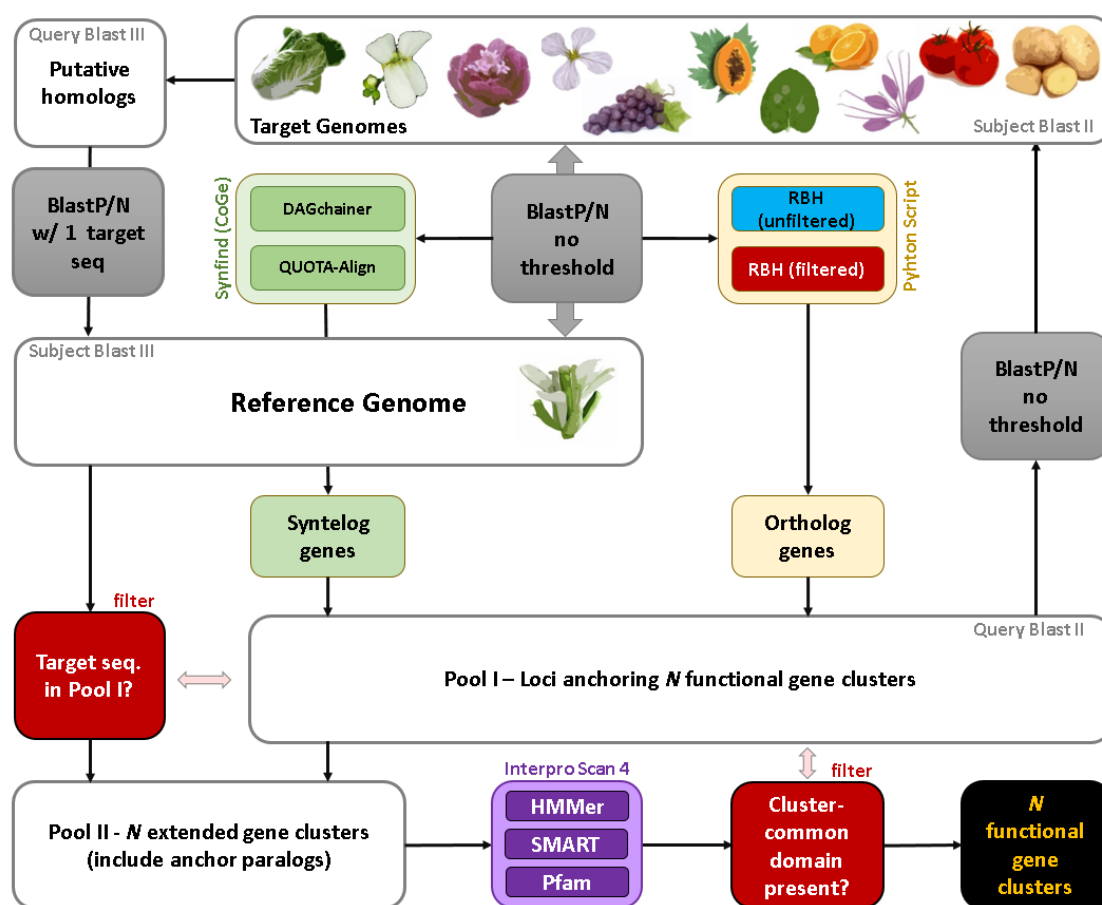 Query Blast III
Putative
homologs
Target Genomes
Subject Blast II
BlastP/N
w/ 1 target
seq
Synfind (CoGe)
DAGchainer
QUOTA-Align
BlastP/N
no
threshold
RBH
(unfiltered)
RBH (filtered)
Pyhton Script
Subject Blast III
Reference Genome
BlastP/N
no
threshold
Syntelog
genes
Ortholog
genes
filter
Target seq.
in Pool I?
Query Blast II
Pool I – Loci anchoring N functional gene clusters
Pool II - N extended gene clusters
(include anchor paralogs)
Interpro Scan 4
HMMer
SMART
Pfam
filter
Cluster-
common
domain
present?
N
functional
gene
clusters